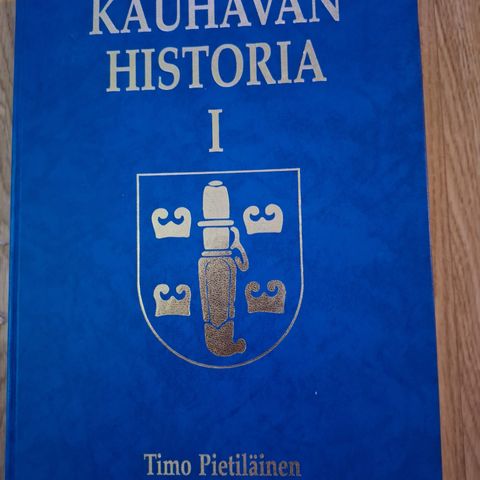 KAUHAVAN
HISTORIA
I
Timo Pietiläinen